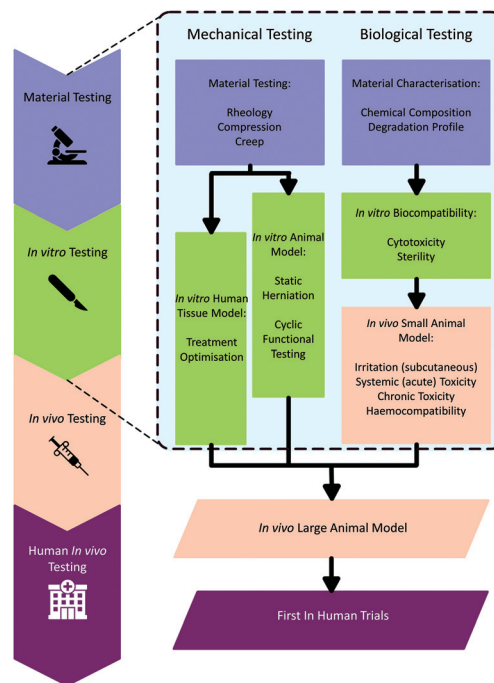 Material Testing
In vitro Testing
In vivo Testing
Human In vivo
Testing
Mechanical Testing
Material Testing:
Rheology
Compression
Creep
In vitro Human
Tissue Model:
Treatment
Optimisation
In vitro Animal
Model:
Static
Herniation
Cyclic
Functional
Testing
Biological Testing
Material Characterisation:
Chemical Composition
Degradation Profile
In vitro Biocompatibility:
Cytotoxicity
Sterility
In vivo Small Animal
Model:
Irritation (subcutaneous)
Systemic (acute) Toxicity
Chronic Toxicity
Haemocompatibility
In vivo Large Animal Model
First In Human Trials